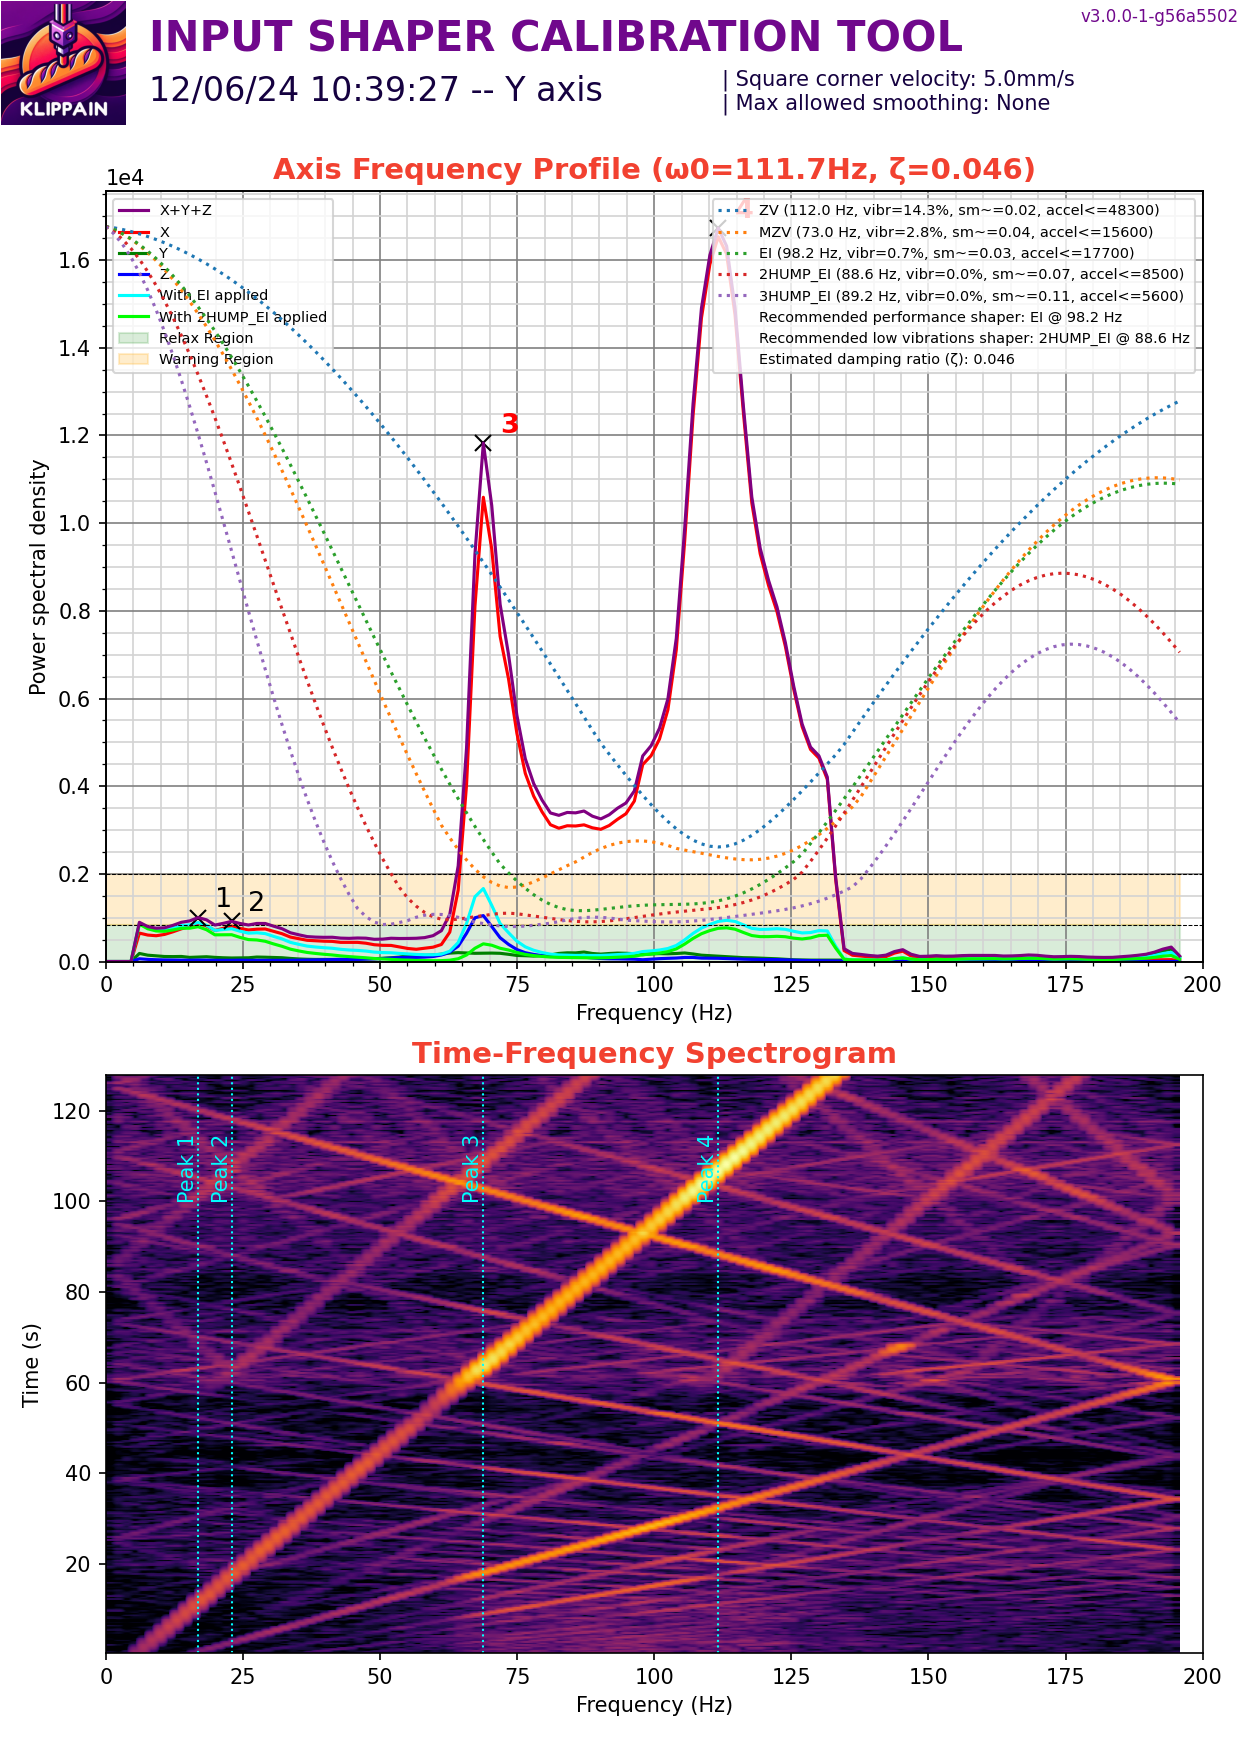 KLIPPAIN
INPUT SHAPER CALIBRATION TOOL
v3.0.0-1-g56a5502
12/06/24 10:39:27 -- Y axis
| Square corner velocity: 5.0mm/s
| Max allowed smoothing: None
Axis Frequency Profile (ω0=111.7Hz, ζ=0.046)
1e4
X+Y+Z
X
Y
Z
With EI applied
With 2HUMP_EI applied
Relax Region
Warning Region
ZV (112.0 Hz, vibr=14.3%, sm~=0.02, accel<=48300)
MZV (73.0 Hz, vibr=2.8%, sm~=0.04, accel<=15600)
EI (98.2 Hz, vibr=0.7%, sm~=0.03, accel<=17700)
2HUMP_EI (88.6 Hz, vibr=0.0%, sm~=0.07, accel<=8500)
3HUMP_EI (89.2 Hz, vibr=0.0%, sm~=0.11, accel<=5600)
Recommended performance shaper: EI @ 98.2 Hz
Recommended low vibrations shaper: 2HUMP_EI @ 88.6 Hz
Estimated damping ratio (ζ): 0.046
4
3
1
2
Power spectral density
1.6
1.4
1.2
1.0
0.8
0.6
0.4
0.2
0.0
0 25 50 75 100 125 150 175 200
Frequency (Hz)
Time-Frequency Spectrogram
Peak 1
Peak 2
Peak 3
Peak 4
Time (s)
120
100
80
60
40
20
0 25 50 75 100 125 150 175 200
Frequency (Hz)